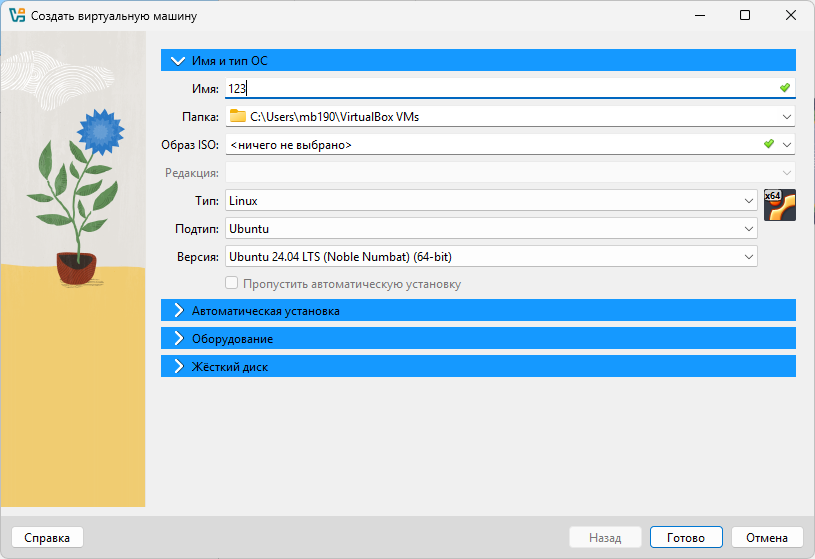 Создать виртуальную машину
Имя и тип ОС
Имя: 123
Папка: C:\Users\mb190\VirtualBox VMs
Образ ISO: <ничего не выбрано>
Редакция:
Тип: Linux
x64
Подтип: Ubuntu
Версия: Ubuntu 24.04 LTS (Noble Numbat) (64-bit)
Пропустить автоматическую установку
Автоматическая установка
Оборудование
Жёсткий диск
Справка Назад Готово Отмена